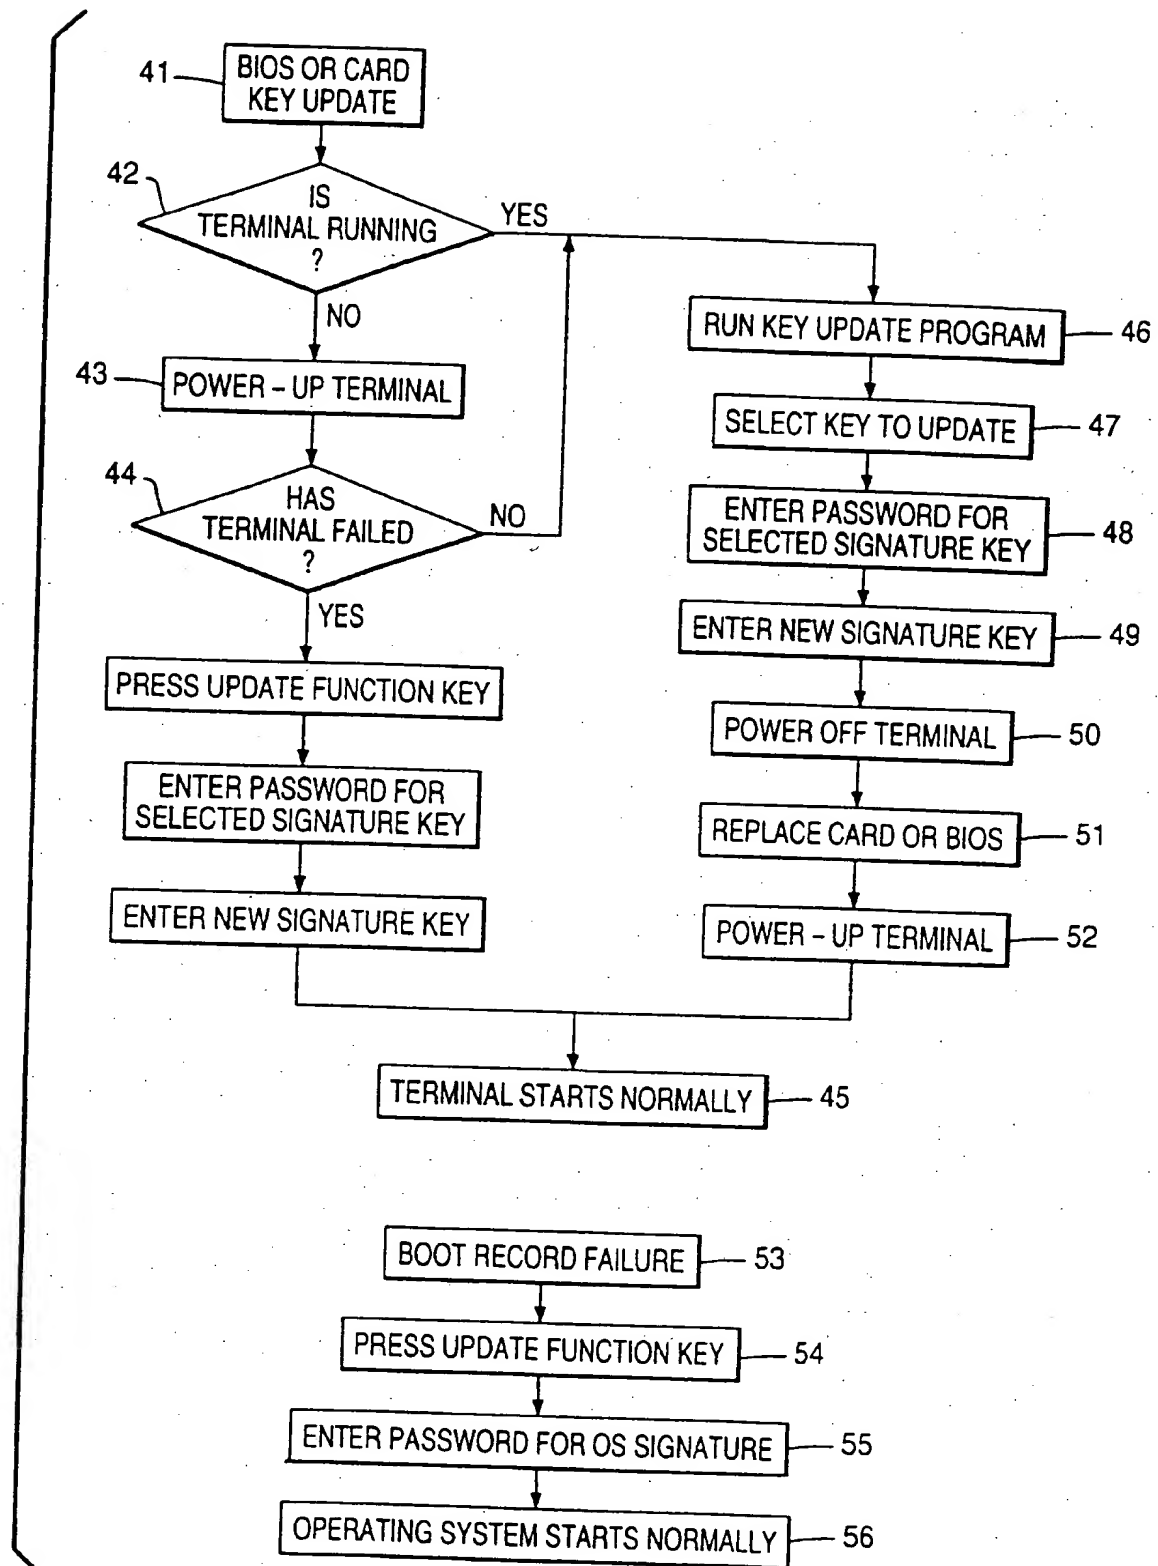 41
BIOS OR CARD
KEY UPDATE
42
IS
TERMINAL RUNNING
?
YES
NO
43
POWER – UP TERMINAL
44
HAS
TERMINAL FAILED
?
NO
YES
PRESS UPDATE FUNCTION KEY
ENTER PASSWORD FOR
SELECTED SIGNATURE KEY
ENTER NEW SIGNATURE KEY
RUN KEY UPDATE PROGRAM
46
SELECT KEY TO UPDATE
47
ENTER PASSWORD FOR
SELECTED SIGNATURE KEY
48
ENTER NEW SIGNATURE KEY
49
POWER OFF TERMINAL
50
REPLACE CARD OR BIOS
51
POWER – UP TERMINAL
52
TERMINAL STARTS NORMALLY
45
BOOT RECORD FAILURE
53
PRESS UPDATE FUNCTION KEY
54
ENTER PASSWORD FOR OS SIGNATURE
55
OPERATING SYSTEM STARTS NORMALLY
56